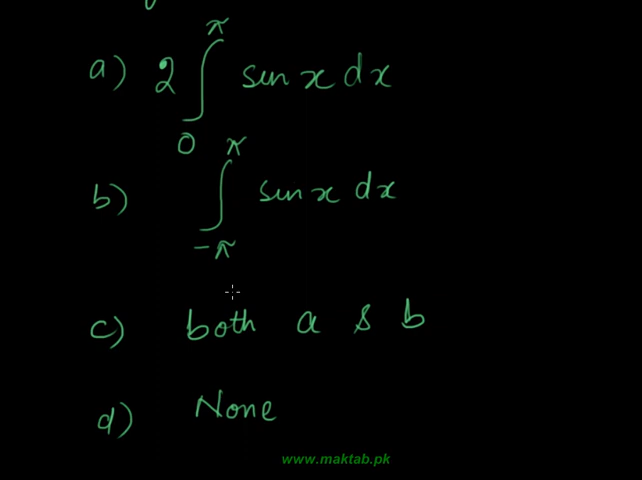 a) 2 ∫₀^π sin x dx
b) ∫₋π^π sin x dx
c) both a & b
d) None
www.maktab.pk